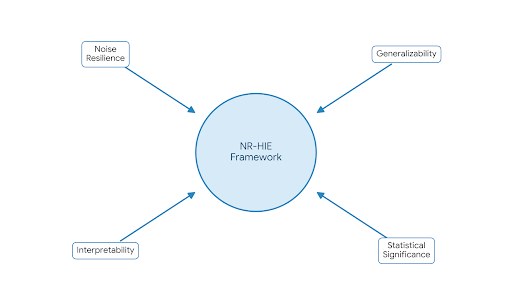 Noise
Resilience
Generalizability
NR-HIE
Framework
Interpretability
Statistical
Significance